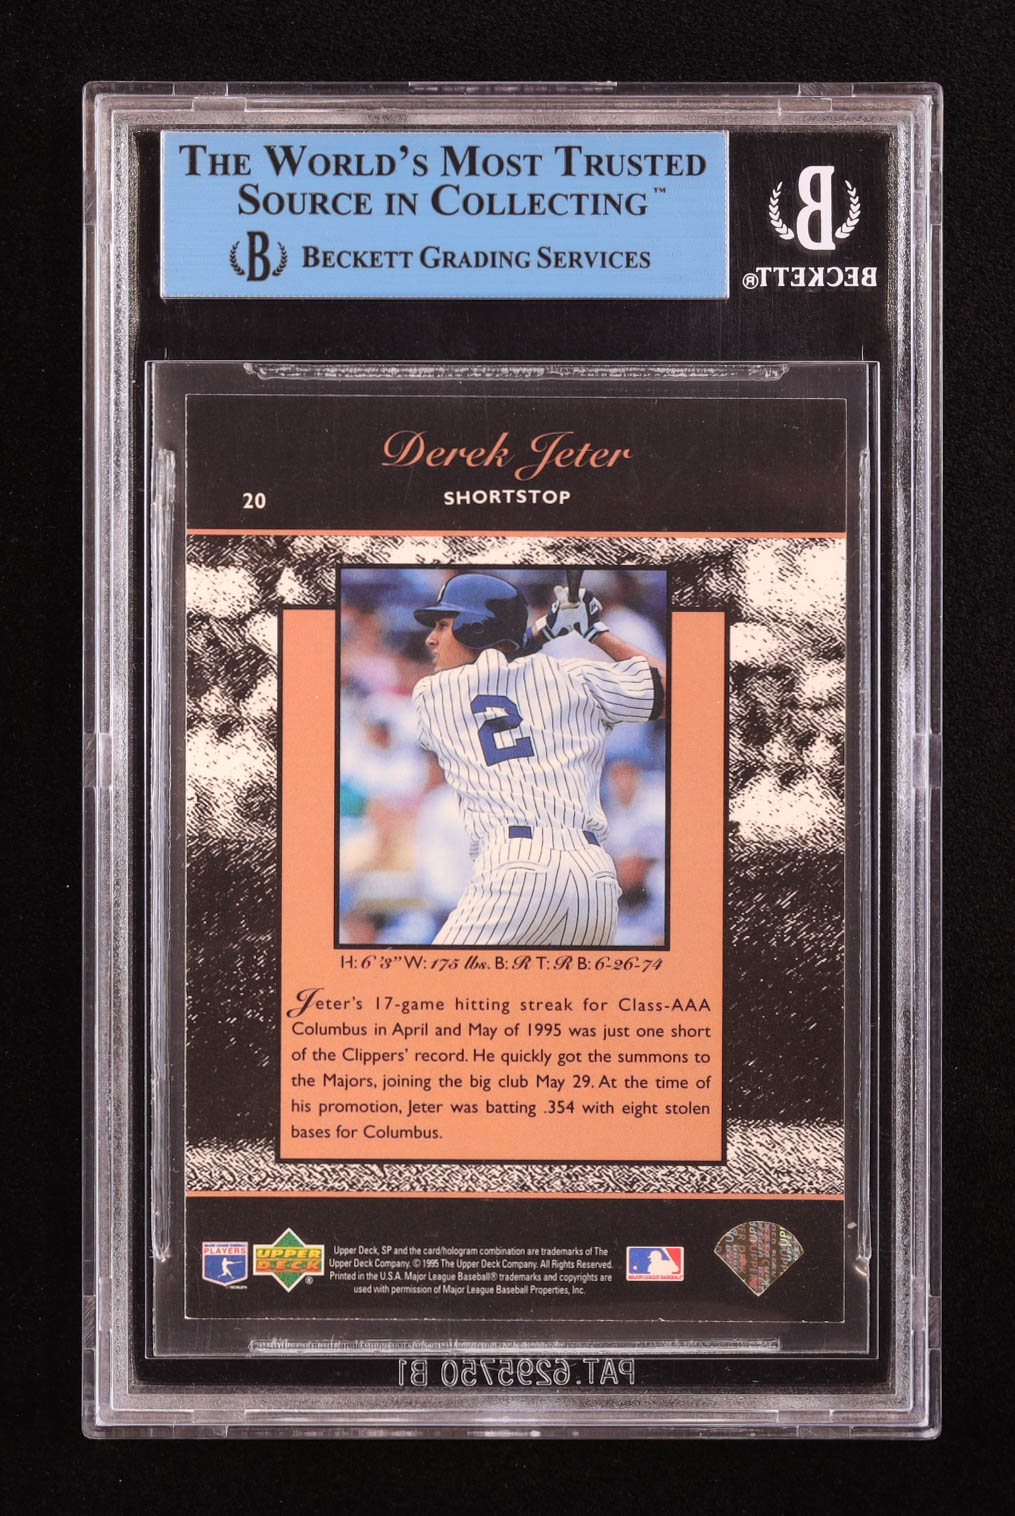 THE WORLD'S MOST TRUSTED
SOURCE IN COLLECTING™
B BECKETT GRADING SERVICES
B
BECKETT®
Derek Jeter
20 SHORTSTOP
2
H: 6'3" W: 175 lbs. B: R T: R B: 6-26-74
Jeter's 17-game hitting streak for Class-AAA
Columbus in April and May of 1995 was just one short
of the Clippers' record. He quickly got the summons to
the Majors, joining the big club May 29. At the time of
his promotion, Jeter was batting .354 with eight stolen
bases for Columbus.
PLAYERS
UPPER
DECK®
Upper Deck, SP and the card/hologram combination are trademarks of The
Upper Deck Company. © 1995 The Upper Deck Company. All Rights Reserved.
Printed in the U.S.A. Major League Baseball® trademarks and copyrights are
used with permission of Major League Baseball Properties, Inc.
MAJOR LEAGUE BASEBALL
PAT. 6295750 B1